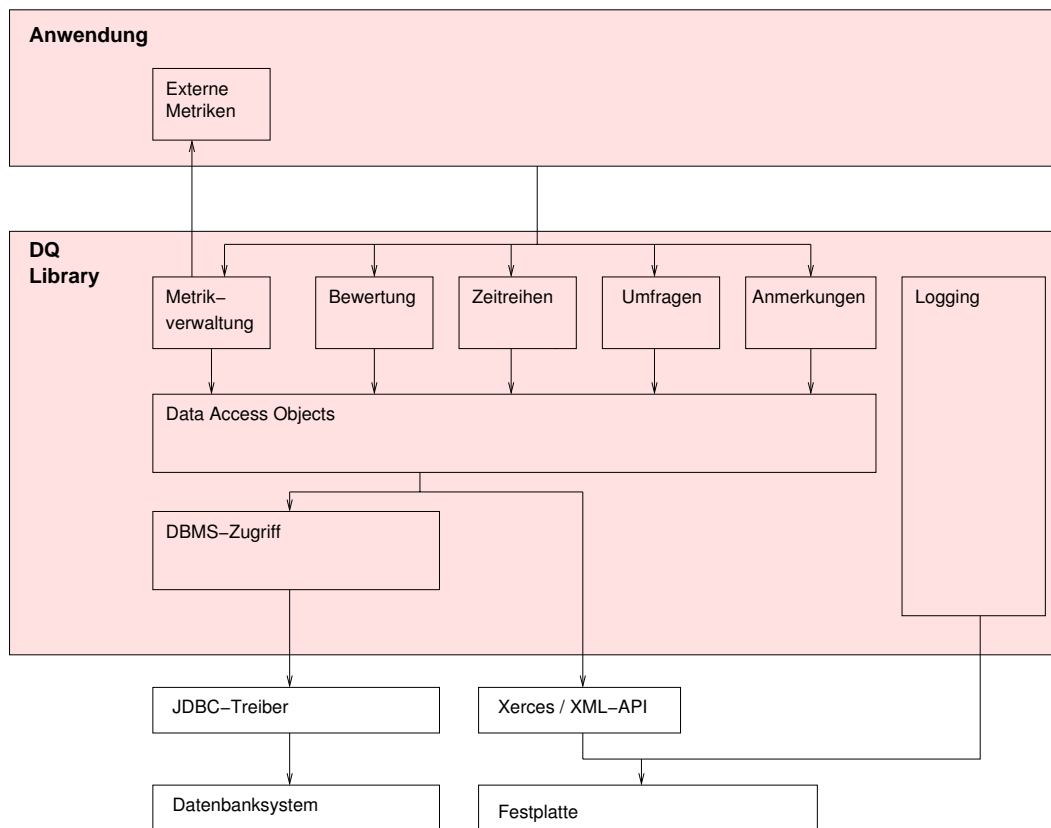 Anwendung
Externe
Metriken
DQ
Library
Metrik−
verwaltung
Bewertung
Zeitreihen
Umfragen
Anmerkungen
Logging
Data Access Objects
DBMS−Zugriff
JDBC−Treiber
Xerces / XML−API
Datenbanksystem
Festplatte